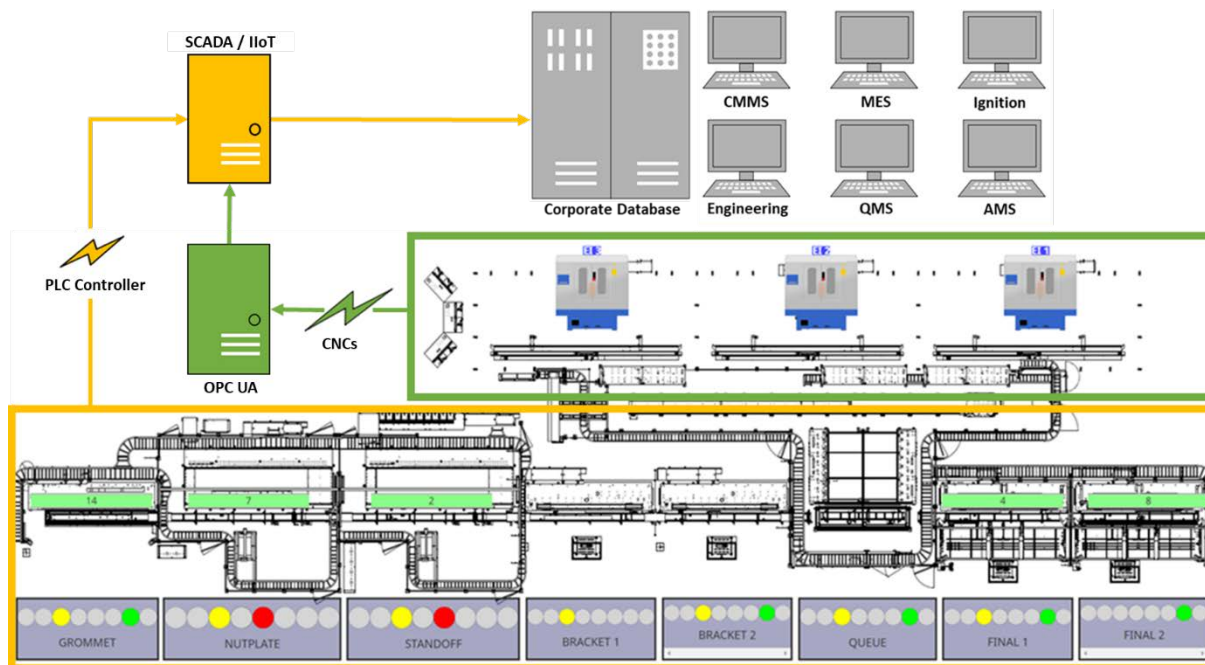 SCADA / IIoT
CMMS
MES
Ignition
Corporate Database
Engineering
QMS
AMS
PLC Controller
OPC UA
CNCs
14
7
2
4
8
GROMMET
NUTPLATE
STANDOFF
BRACKET 1
BRACKET 2
QUEUE
FINAL 1
FINAL 2